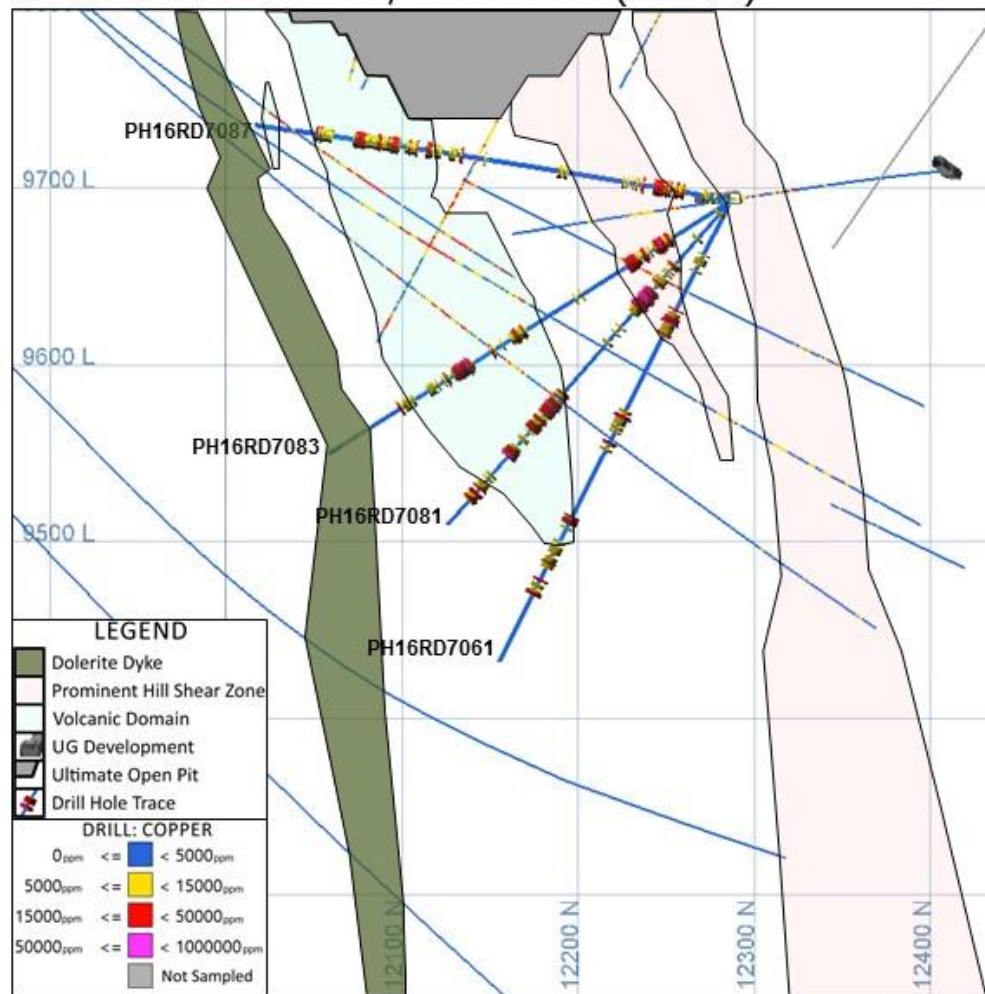 PH16RD7087
9700 L
9600 L
PH16RD7083
PH16RD7081
9500 L
PH16RD7061
LEGEND
Dolerite Dyke
Prominent Hill Shear Zone
Volcanic Domain
UG Development
Ultimate Open Pit
Drill Hole Trace
DRILL: COPPER
0ppm <= < 5000ppm
5000ppm <= < 15000ppm
15000ppm <= < 50000ppm
50000ppm <= < 1000000ppm
Not Sampled
12100 N
12200 N
12300 N
12400 N